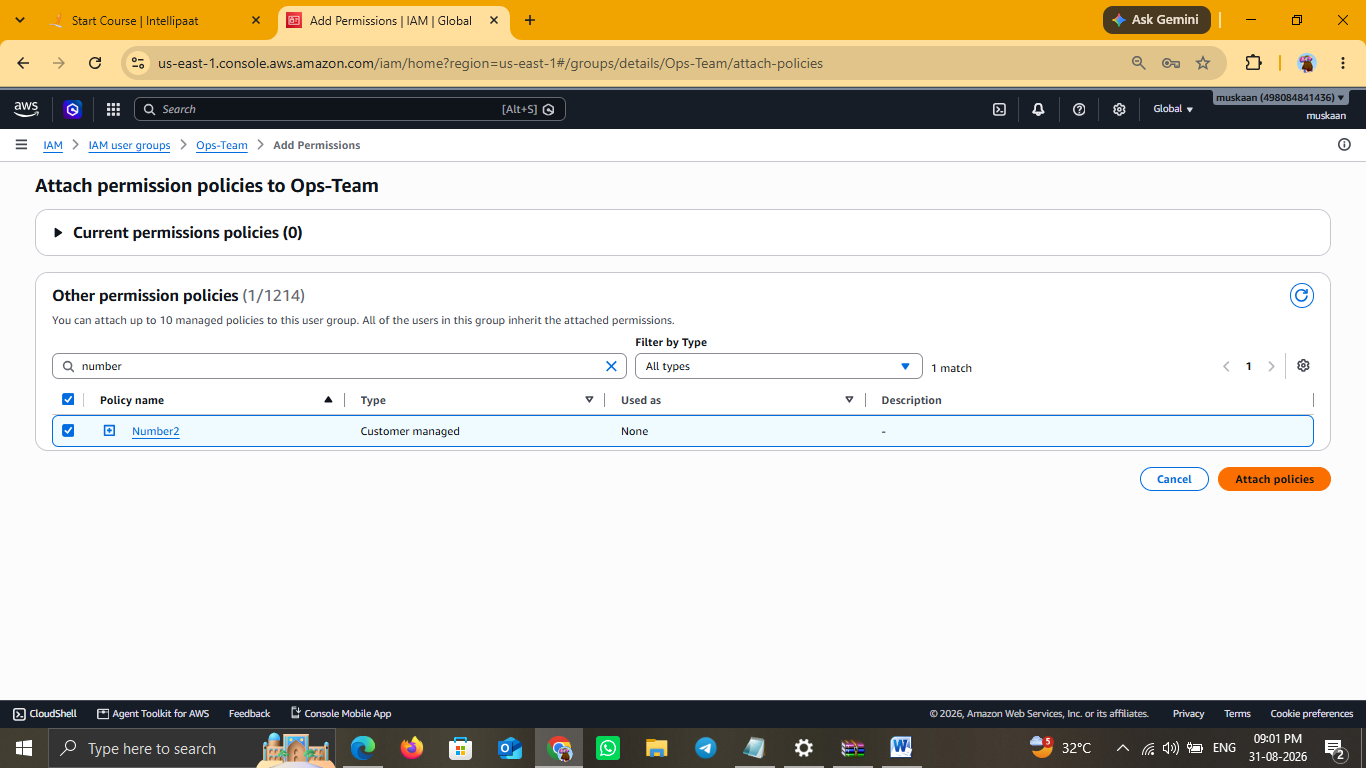 Start Course | Intellipaat
Add Permissions | IAM | Global
Ask Gemini
us-east-1.console.aws.amazon.com/iam/home?region=us-east-1#/groups/details/Ops-Team/attach-policies
aws
Search
[Alt+S]
Global
muskaan (498084841436)
muskaan
IAM
IAM user groups
Ops-Team
Add Permissions
Attach permission policies to Ops-Team
Current permissions policies (0)
Other permission policies (1/1214)
You can attach up to 10 managed policies to this user group. All of the users in this group inherit the attached permissions.
Filter by Type
number
All types
1 match
1
Policy name
Type
Used as
Description
Number2
Customer managed
None
-
Cancel
Attach policies
CloudShell
Agent Toolkit for AWS
Feedback
Console Mobile App
© 2026, Amazon Web Services, Inc. or its affiliates.
Privacy
Terms
Cookie preferences
Type here to search
5
32°C
ENG
09:01 PM
31-08-2026
2